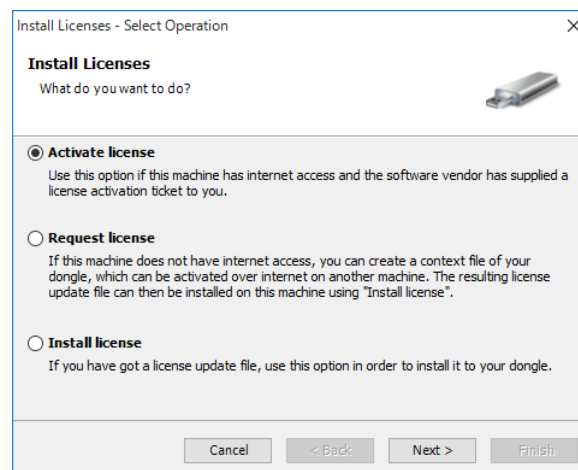 Install Licenses - Select Operation
Install Licenses
What do you want to do?
Activate license
Use this option if this machine has internet access and the software vendor has supplied a
license activation ticket to you.
Request license
If this machine does not have internet access, you can create a context file of your
dongle, which can be activated over internet on another machine. The resulting license
update file can then be installed on this machine using "Install license".
Install license
If you have got a license update file, use this option in order to install it to your dongle.
Cancel
< Back
Next >
Finish